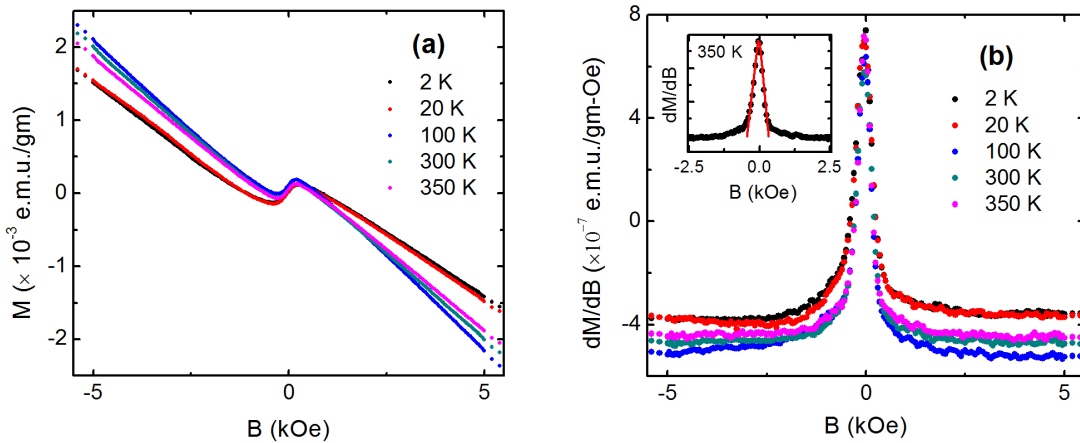 (a)
2 K
20 K
100 K
300 K
350 K
M (× 10⁻³ e.m.u./gm)
2
1
0
-1
-2
-5
0
5
B (kOe)
(b)
2 K
20 K
100 K
300 K
350 K
dM/dB (×10⁻⁷ e.m.u./gm-Oe)
8
4
0
-4
-5
0
5
B (kOe)
350 K
dM/dB
-2.5
0.0
2.5
B (kOe)